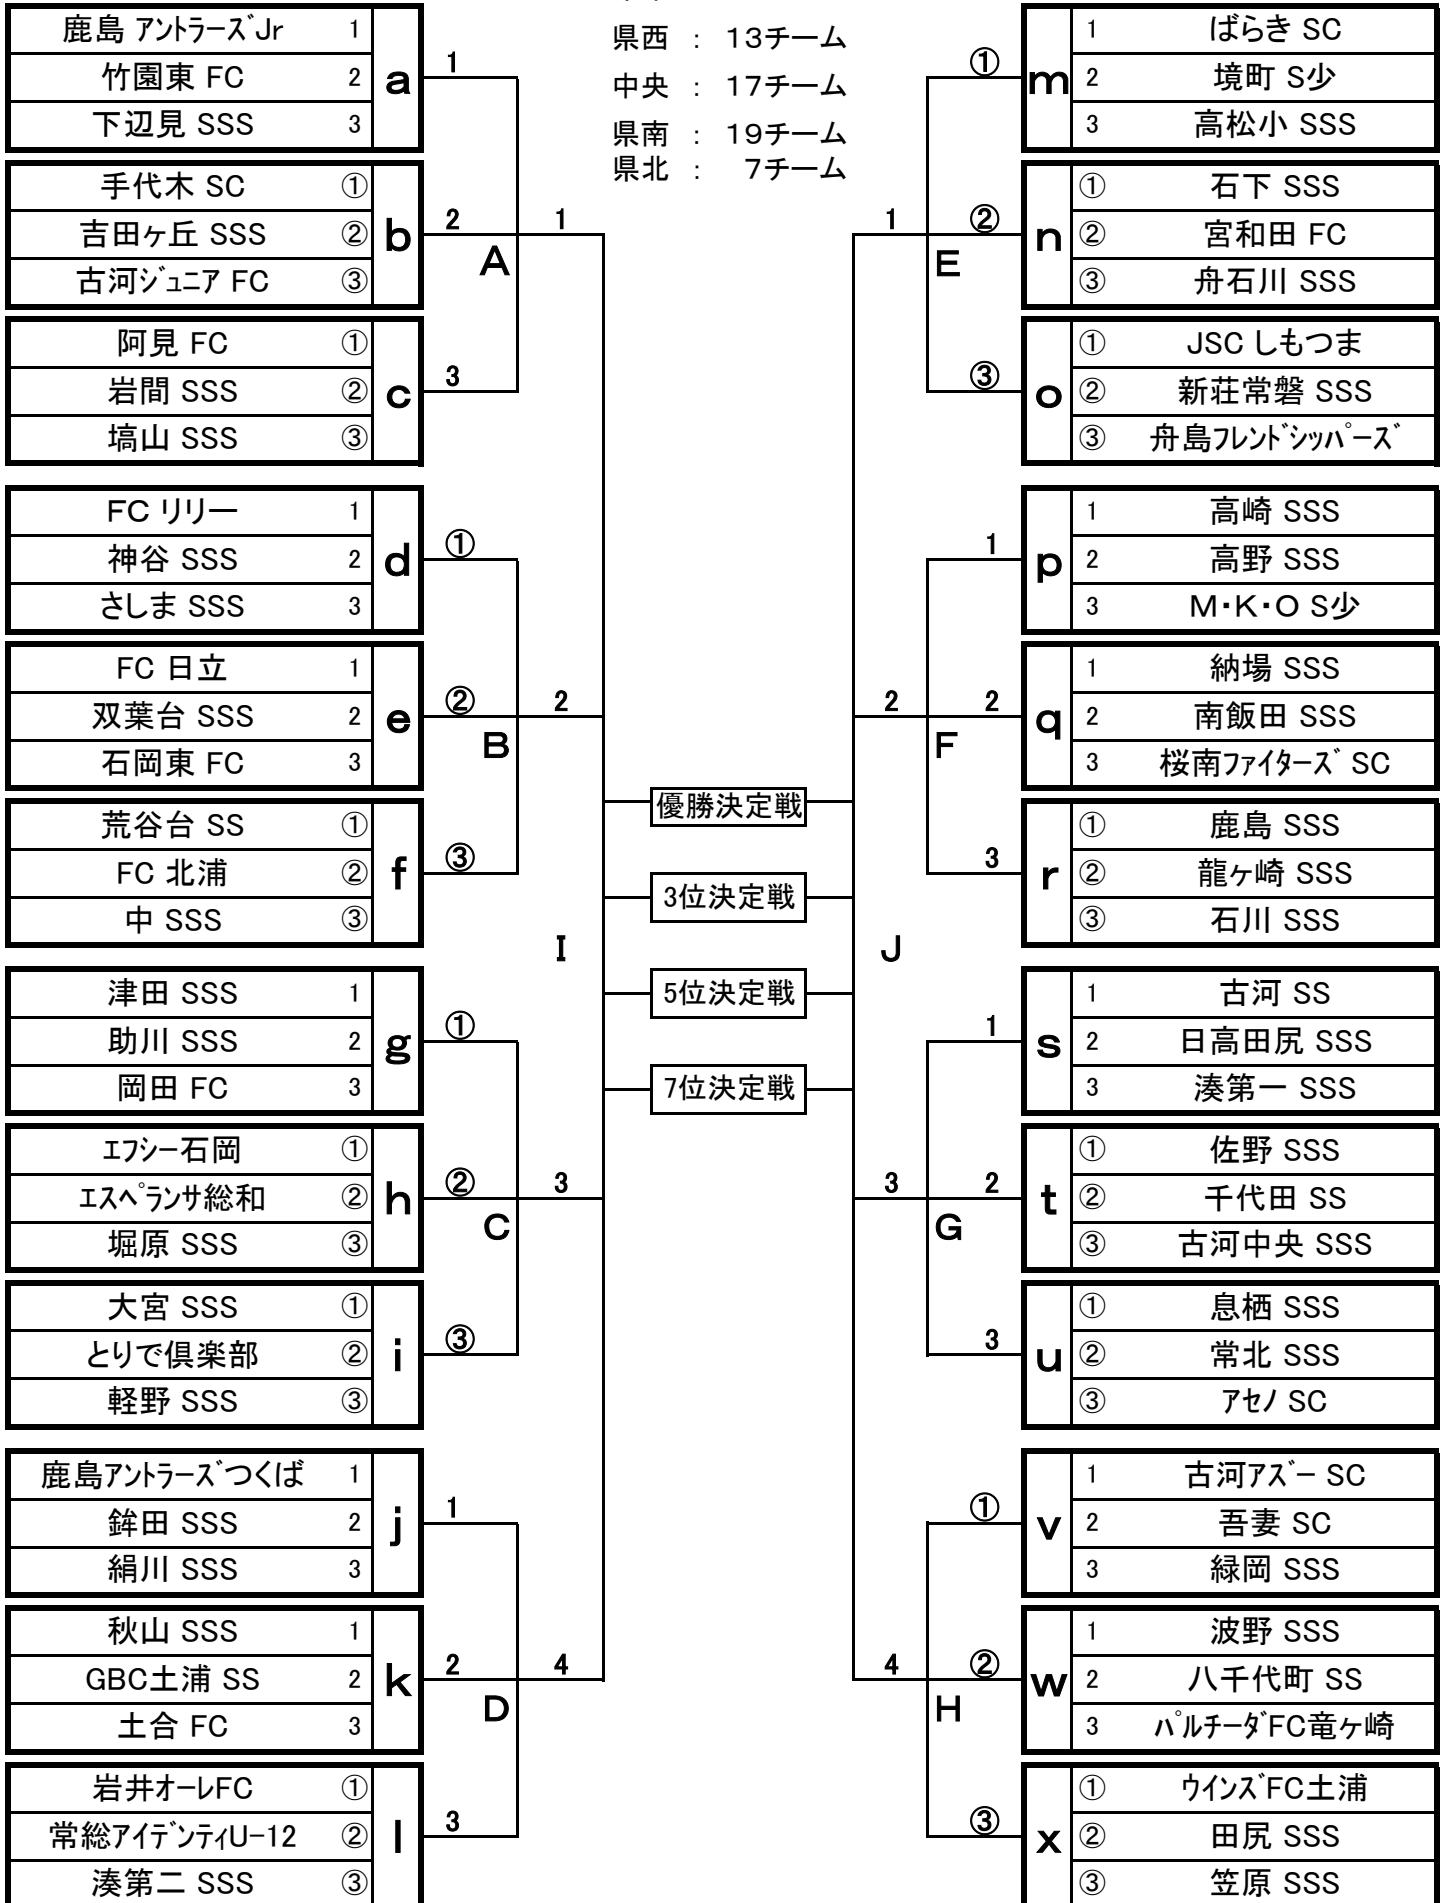 県西 : 13チーム
中央 : 17チーム
県南 : 19チーム
県北 : 7チーム
鹿島 アントラーズJr 1
竹園東 FC 2
下辺見 SSS 3
a
1
手代木 SC ①
吉田ヶ丘 SSS ②
古河ジュニア FC ③
b
2
A
1
阿見 FC ①
岩間 SSS ②
塙山 SSS ③
c
3
FC リリー 1
神谷 SSS 2
さしま SSS 3
d
①
FC 日立 1
双葉台 SSS 2
石岡東 FC 3
e
②
B
2
荒谷台 SS ①
FC 北浦 ②
中 SSS ③
f
③
I
津田 SSS 1
助川 SSS 2
岡田 FC 3
g
①
エフシー石岡 ①
エスペランサ総和 ②
堀原 SSS ③
h
②
C
3
大宮 SSS ①
とりで倶楽部 ②
軽野 SSS ③
i
③
鹿島アントラーズつくば 1
鉾田 SSS 2
絹川 SSS 3
j
1
秋山 SSS 1
GBC土浦 SS 2
土合 FC 3
k
2
D
4
岩井オーレFC ①
常総アイデンティU-12 ②
湊第二 SSS ③
l
3
優勝決定戦
3位決定戦
5位決定戦
7位決定戦
①
m
1 ばらき SC
2 境町 S少
3 高松小 SSS
1
②
E
n
① 石下 SSS
② 宮和田 FC
③ 舟石川 SSS
③
o
① JSC しもつま
② 新荘常磐 SSS
③ 舟島フレンドシッパーズ
1
p
1 高崎 SSS
2 高野 SSS
3 M・K・O S少
2
2
F
q
1 納場 SSS
2 南飯田 SSS
3 桜南ファイターズ SC
3
r
① 鹿島 SSS
② 龍ヶ崎 SSS
③ 石川 SSS
J
1
s
1 古河 SS
2 日高田尻 SSS
3 湊第一 SSS
3
2
G
t
① 佐野 SSS
② 千代田 SS
③ 古河中央 SSS
3
u
① 息栖 SSS
② 常北 SSS
③ アセノ SC
①
v
1 古河アズー SC
2 吾妻 SC
3 緑岡 SSS
4
②
H
w
1 波野 SSS
2 八千代町 SS
3 パルチーダFC竜ヶ崎
③
x
① ウインズFC土浦
② 田尻 SSS
③ 笠原 SSS